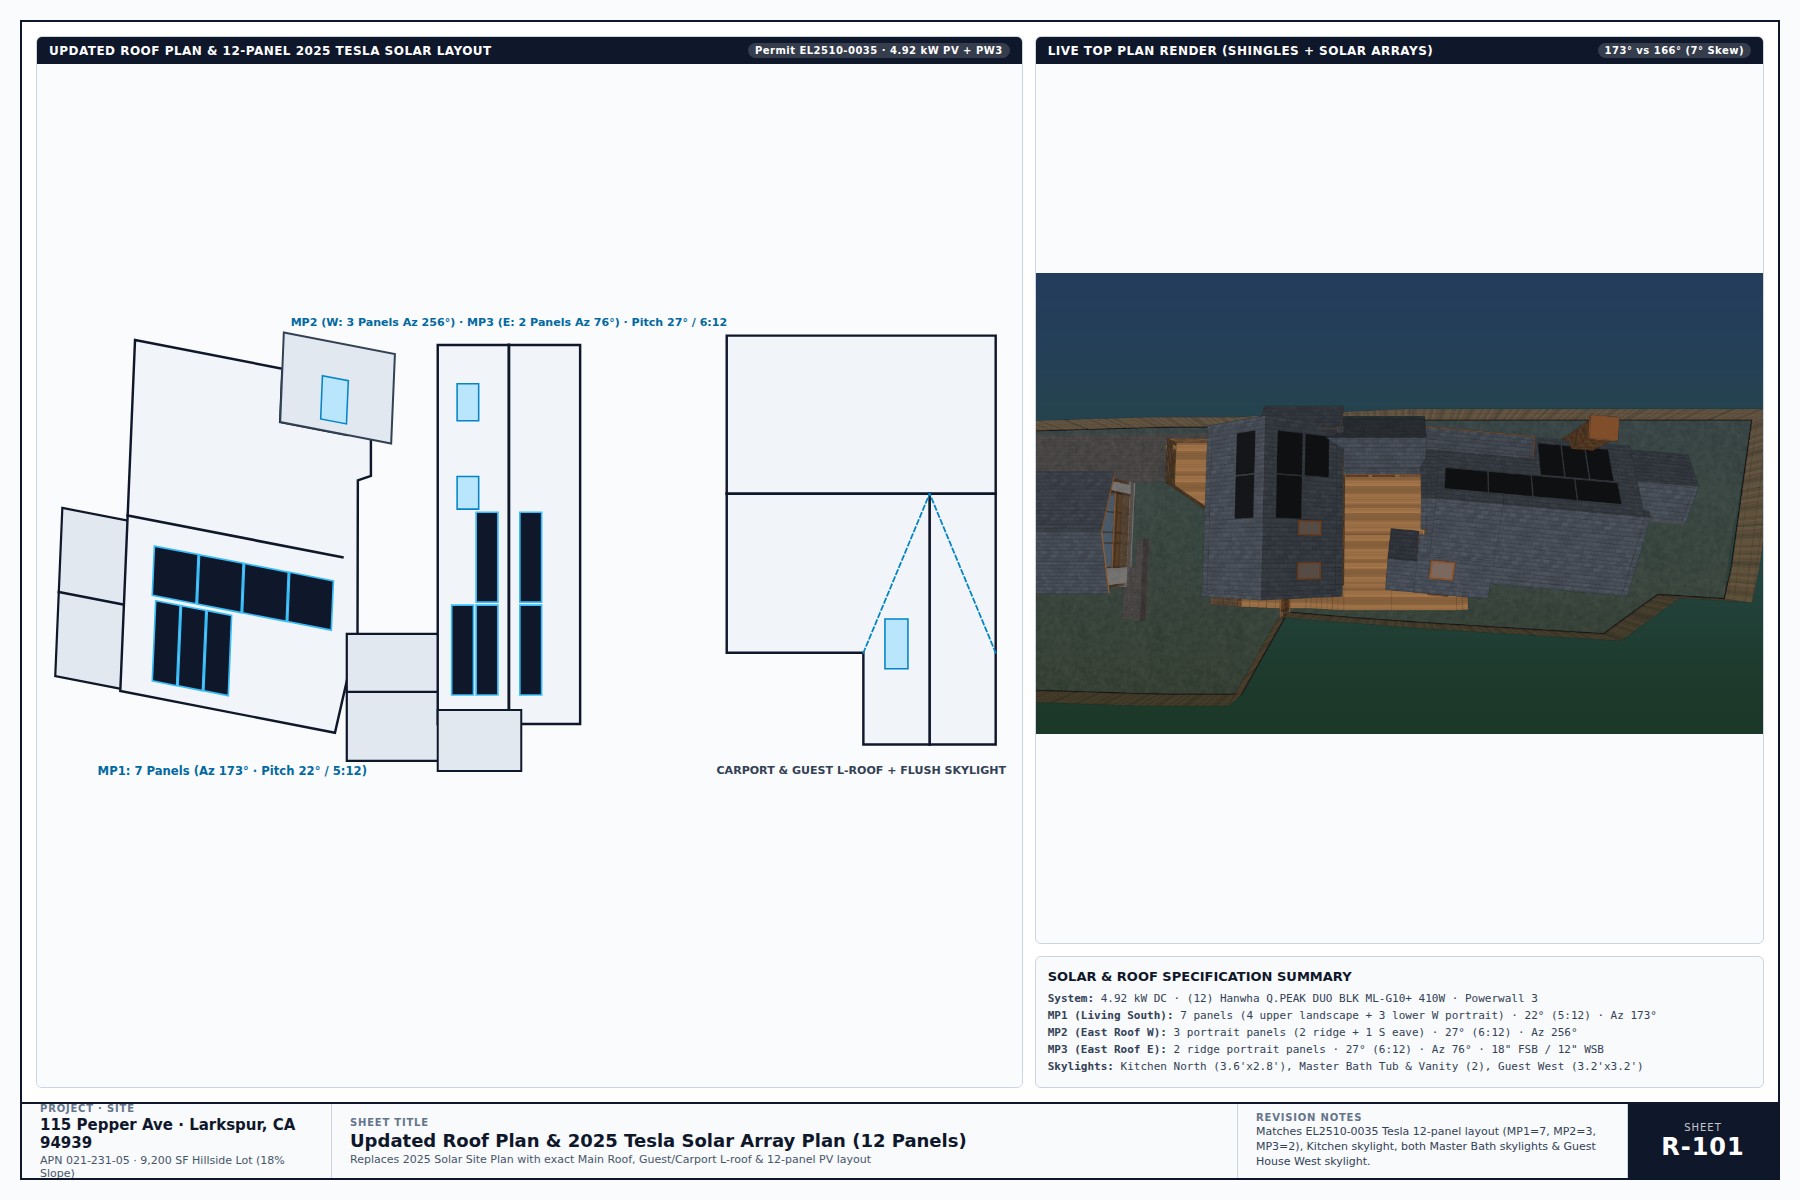 UPDATED ROOF PLAN & 12-PANEL 2025 TESLA SOLAR LAYOUT
Permit EL2510-0035 · 4.92 kW PV + PW3
MP2 (W: 3 Panels Az 256°) · MP3 (E: 2 Panels Az 76°) · Pitch 27° / 6:12
MP1: 7 Panels (Az 173° · Pitch 22° / 5:12)
CARPORT & GUEST L-ROOF + FLUSH SKYLIGHT
LIVE TOP PLAN RENDER (SHINGLES + SOLAR ARRAYS)
173° vs 166° (7° Skew)
SOLAR & ROOF SPECIFICATION SUMMARY
System: 4.92 kW DC · (12) Hanwha Q.PEAK DUO BLK ML-G10+ 410W · Powerwall 3
MP1 (Living South): 7 panels (4 upper landscape + 3 lower W portrait) · 22° (5:12) · Az 173°
MP2 (East Roof W): 3 portrait panels (2 ridge + 1 S eave) · 27° (6:12) · Az 256°
MP3 (East Roof E): 2 ridge portrait panels · 27° (6:12) · Az 76° · 18" FSB / 12" WSB
Skylights: Kitchen North (3.6'x2.8'), Master Bath Tub & Vanity (2), Guest West (3.2'x3.2')
PROJECT · SITE
115 Pepper Ave · Larkspur, CA
94939
APN 021-231-05 · 9,200 SF Hillside Lot (18%
Slope)
SHEET TITLE
Updated Roof Plan & 2025 Tesla Solar Array Plan (12 Panels)
Replaces 2025 Solar Site Plan with exact Main Roof, Guest/Carport L-roof & 12-panel PV layout
REVISION NOTES
Matches EL2510-0035 Tesla 12-panel layout (MP1=7, MP2=3,
MP3=2), Kitchen skylight, both Master Bath skylights & Guest
House West skylight.
SHEET
R-101